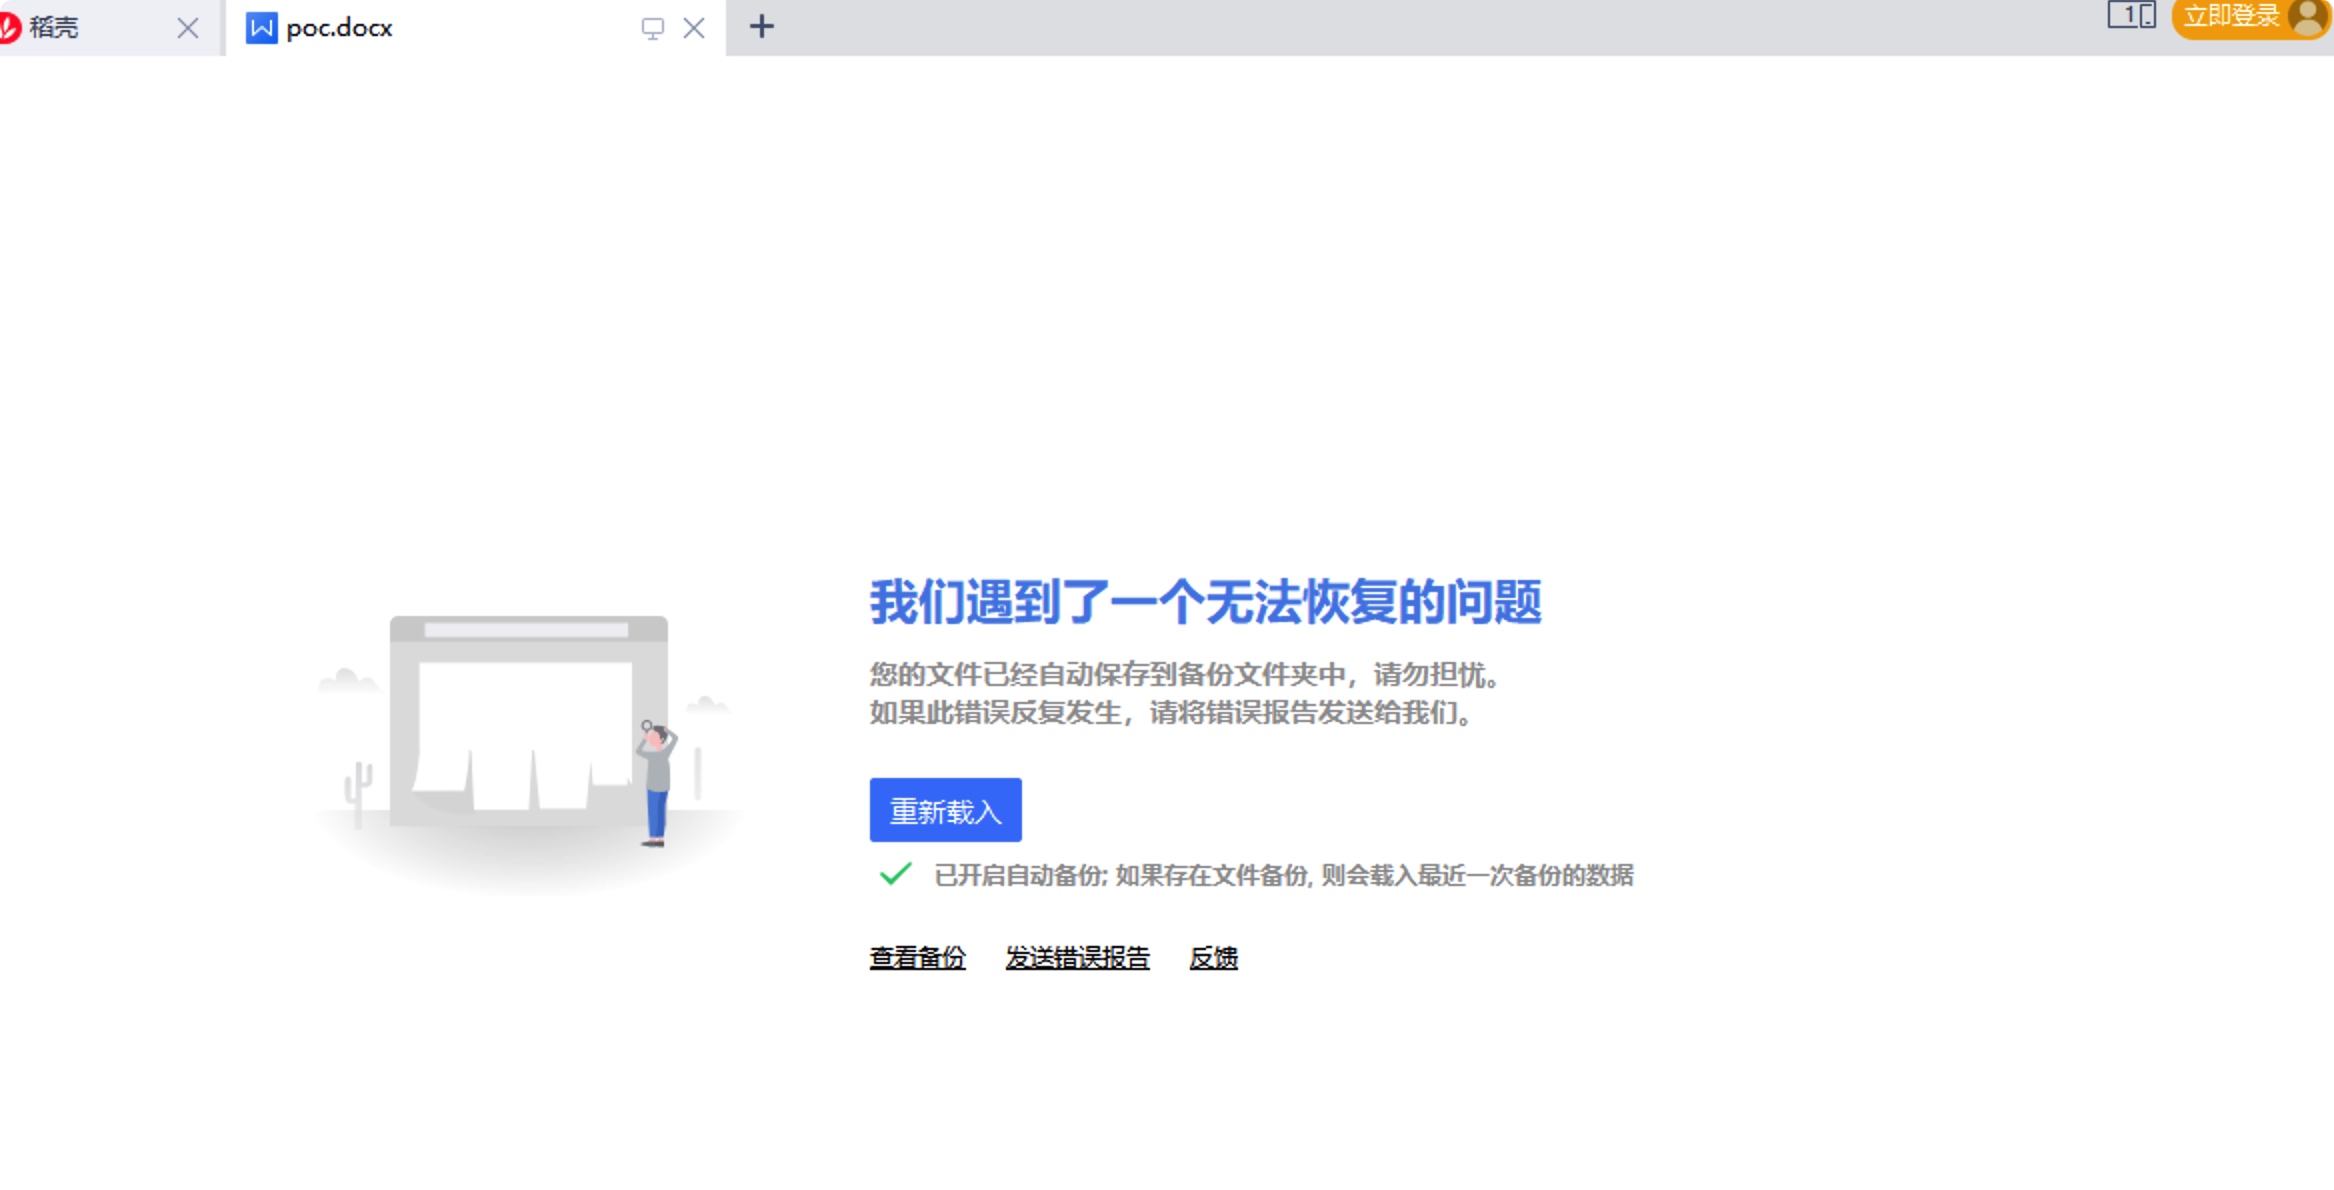 稻壳
poc.docx
1
立即登录
我们遇到了一个无法恢复的问题
您的文件已经自动保存到备份文件夹中，请勿担忧。
如果此错误反复发生，请将错误报告发送给我们。
重新载入
已开启自动备份; 如果存在文件备份, 则会载入最近一次备份的数据
查看备份 发送错误报告 反馈